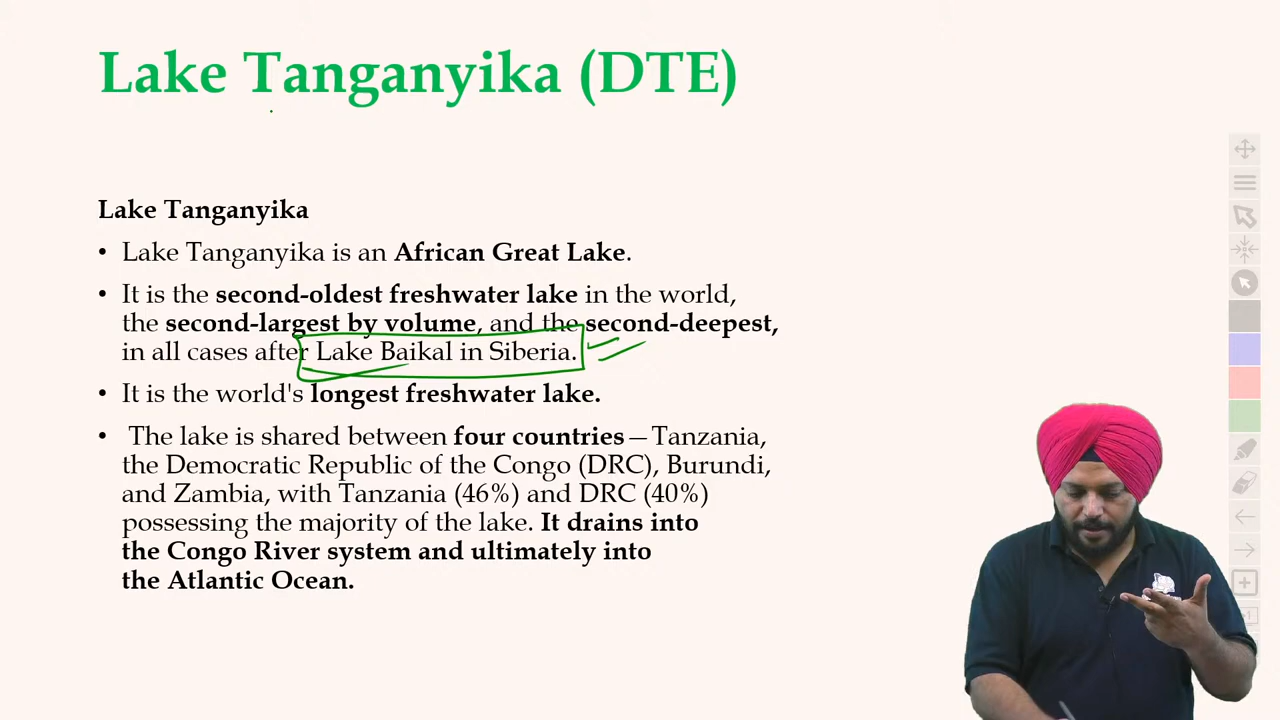 Lake Tanganyika (DTE)
Lake Tanganyika
• Lake Tanganyika is an African Great Lake.
• It is the second-oldest freshwater lake in the world,
the second-largest by volume, and the second-deepest,
in all cases after Lake Baikal in Siberia.
• It is the world's longest freshwater lake.
• The lake is shared between four countries—Tanzania,
the Democratic Republic of the Congo (DRC), Burundi,
and Zambia, with Tanzania (46%) and DRC (40%)
possessing the majority of the lake. It drains into
the Congo River system and ultimately into
the Atlantic Ocean.